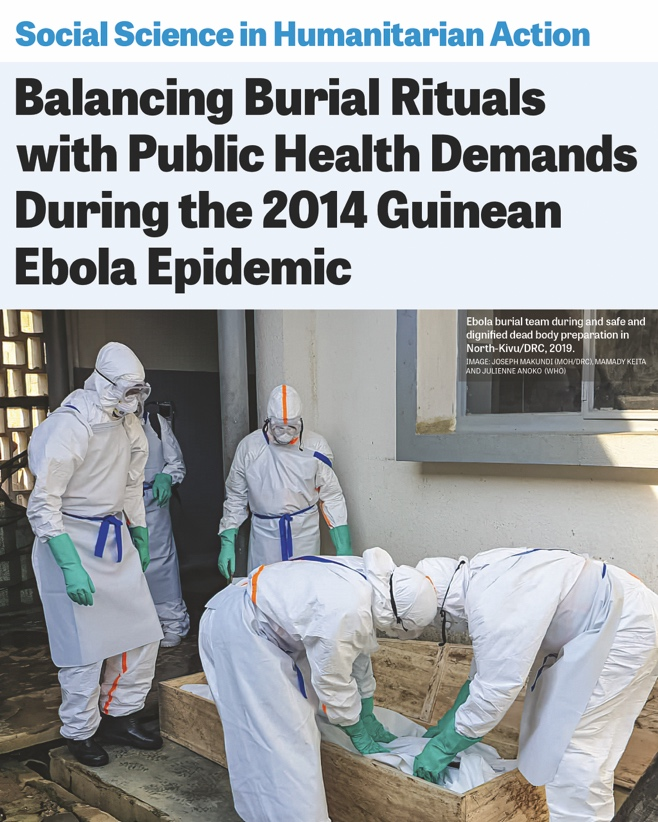 Social Science in Humanitarian Action
Balancing Burial Rituals
with Public Health Demands
During the 2014 Guinean
Ebola Epidemic
Ebola burial team during and safe and
dignified dead body preparation in
North-Kivu/DRC, 2019.
IMAGE: JOSEPH MAKUNDI (MOH/DRC), MAMADY KEITA
AND JULIENNE ANOKO (WHO)